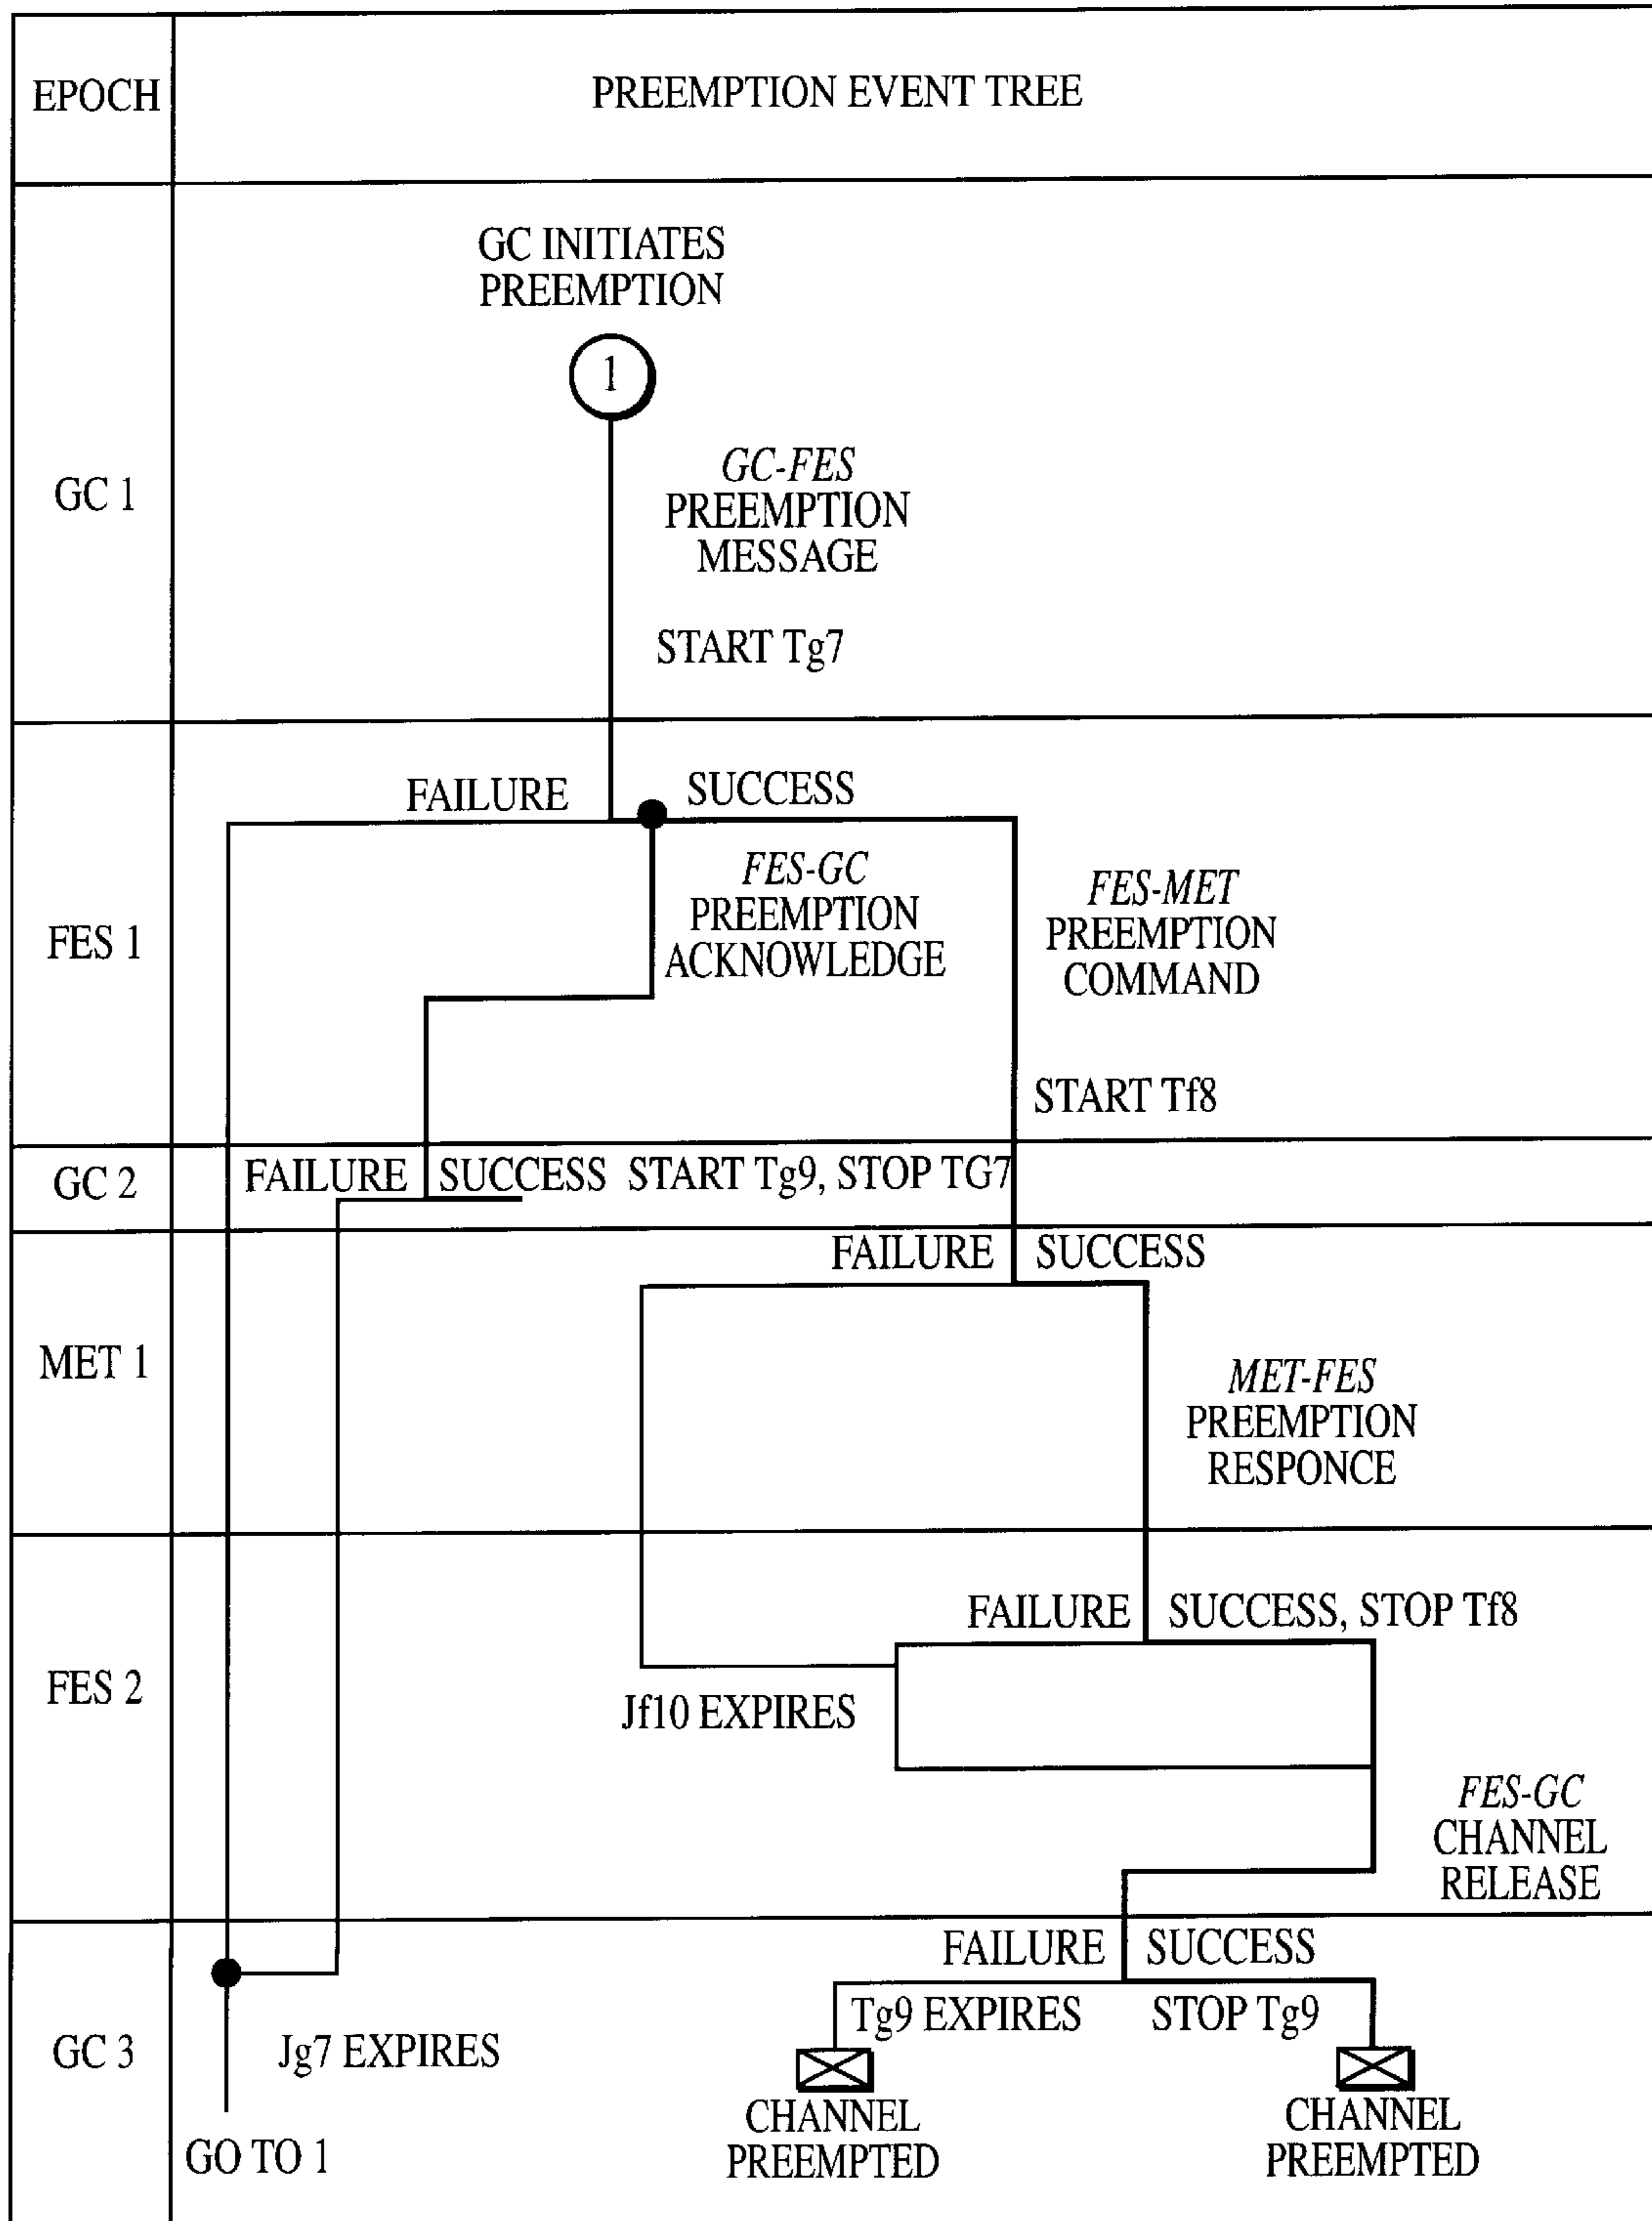 EPOCH
PREEMPTION EVENT TREE
GC INITIATES
PREEMPTION
1
GC 1
GC-FES
PREEMPTION
MESSAGE
START Tg7
FES 1
FAILURE
SUCCESS
FES-GC
PREEMPTION
ACKNOWLEDGE
FES-MET
PREEMPTION
COMMAND
START Tf8
GC 2
FAILURE
SUCCESS START Tg9, STOP TG7
MET 1
FAILURE
SUCCESS
MET-FES
PREEMPTION
RESPONCE
FES 2
FAILURE
SUCCESS, STOP Tf8
Jf10 EXPIRES
FES-GC
CHANNEL
RELEASE
GC 3
FAILURE
SUCCESS
Tg9 EXPIRES
STOP Tg9
Jg7 EXPIRES
GO TO 1
CHANNEL
PREEMPTED
CHANNEL
PREEMPTED